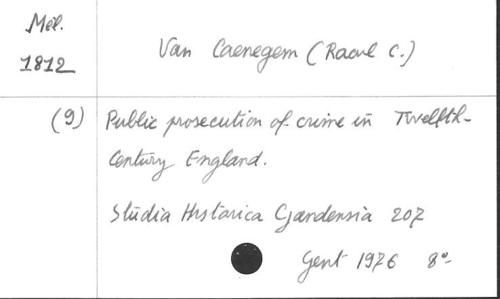 Mél.
1812
Van Caenegem (Raoul C.)
(9) Public prosecution of crime in Twelfth-
Century England.
Studia Historica Gandensia 207
Gent 1976 8°-